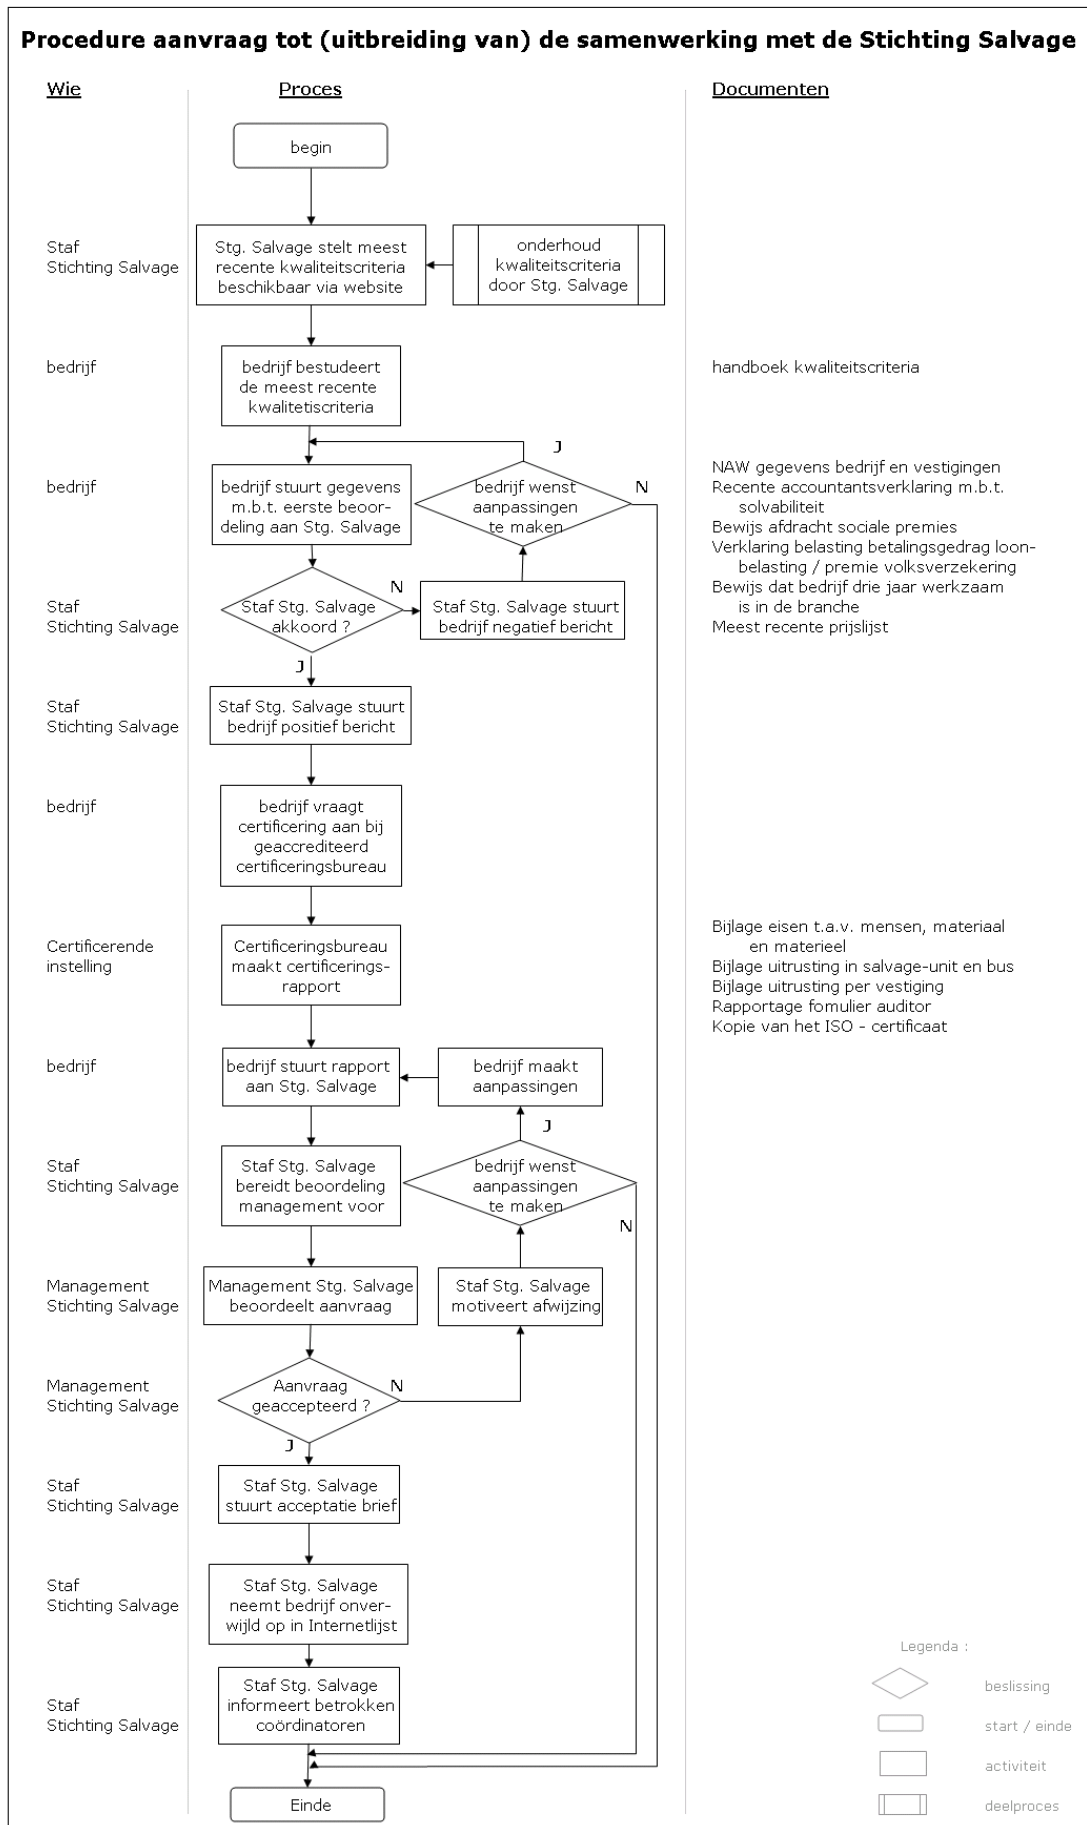 Procedure aanvraag tot (uitbreiding van) de samenwerking met de Stichting Salvage
Wie
Proces
Documenten
begin
Staf
Stichting Salvage
Stg. Salvage stelt meest
recente kwaliteitscriteria
beschikbaar via website
onderhoud
kwaliteitscriteria
door Stg. Salvage
bedrijf
bedrijf bestudeert
de meest recente
kwalitetiscriteria
handboek kwaliteitscriteria
J
bedrijf
bedrijf stuurt gegevens
m.b.t. eerste beoor-
deling aan Stg. Salvage
bedrijf wenst
aanpassingen
te maken
N
NAW gegevens bedrijf en vestigingen
Recente accountantsverklaring m.b.t.
solvabiliteit
Bewijs afdracht sociale premies
Verklaring belasting betalingsgedrag loon-
belasting / premie volksverzekering
Bewijs dat bedrijf drie jaar werkzaam
is in de branche
Meest recente prijslijst
Staf
Stichting Salvage
Staf Stg. Salvage
akkoord ?
N
Staf Stg. Salvage stuurt
bedrijf negatief bericht
J
Staf
Stichting Salvage
Staf Stg. Salvage stuurt
bedrijf positief bericht
bedrijf
bedrijf vraagt
certificering aan bij
geaccrediteerd
certificeringsbureau
Certificerende
instelling
Certificeringsbureau
maakt certificerings-
rapport
Bijlage eisen t.a.v. mensen, materiaal
en materieel
Bijlage uitrusting in salvage-unit en bus
Bijlage uitrusting per vestiging
Rapportage fomulier auditor
Kopie van het ISO - certificaat
bedrijf
bedrijf stuurt rapport
aan Stg. Salvage
bedrijf maakt
aanpassingen
J
Staf
Stichting Salvage
Staf Stg. Salvage
bereidt beoordeling
management voor
bedrijf wenst
aanpassingen
te maken
N
Management
Stichting Salvage
Management Stg. Salvage
beoordeelt aanvraag
Staf Stg. Salvage
motiveert afwijzing
Management
Stichting Salvage
Aanvraag
geaccepteerd ?
N
J
Staf
Stichting Salvage
Staf Stg. Salvage
stuurt acceptatie brief
Staf
Stichting Salvage
Staf Stg. Salvage
neemt bedrijf onver-
wijld op in Internetlijst
Staf
Stichting Salvage
Staf Stg. Salvage
informeert betrokken
coördinatoren
Einde
Legenda :
beslissing
start / einde
activiteit
deelproces